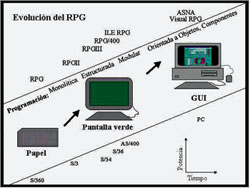 Evolución del RPG
ASNA
Visual RPG
ILE RPG
RPG/400
RPGIII
RPGII
RPG
Programación: Monolítica Estructurada Modular Orientada a Objetos, Componentes
GUI
Pantalla verde
Papel
PC
AS/400
S/36
S/34
S/3
S/360
Potencia
Tiempo